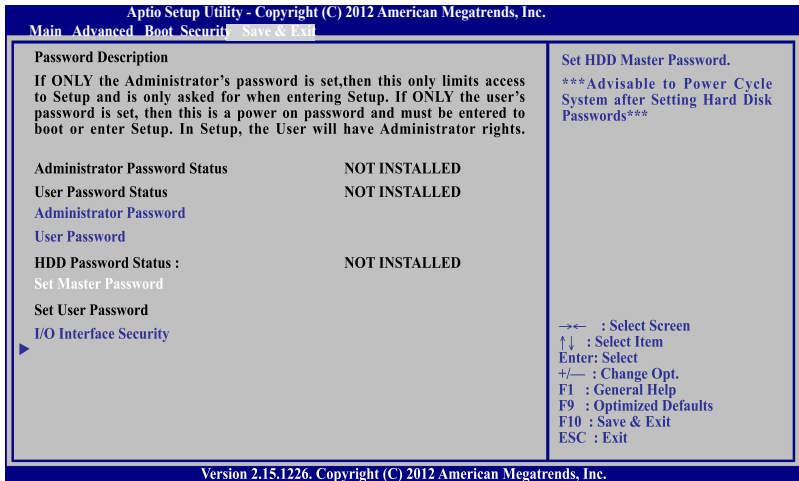 Aptio Setup Utility - Copyright (C) 2012 American Megatrends, Inc.
Main Advanced Boot Security Save & Exit
Password Description
If ONLY the Administrator's password is set,then this only limits access
to Setup and is only asked for when entering Setup. If ONLY the user's
password is set, then this is a power on password and must be entered to
boot or enter Setup. In Setup, the User will have Administrator rights.
Administrator Password Status NOT INSTALLED
User Password Status NOT INSTALLED
Administrator Password
User Password
HDD Password Status : NOT INSTALLED
Set Master Password
Set User Password
I/O Interface Security
Set HDD Master Password.
***Advisable to Power Cycle
System after Setting Hard Disk
Passwords***
→← : Select Screen
↑↓ : Select Item
Enter: Select
+/— : Change Opt.
F1 : General Help
F9 : Optimized Defaults
F10 : Save & Exit
ESC : Exit
Version 2.15.1226. Copyright (C) 2012 American Megatrends, Inc.